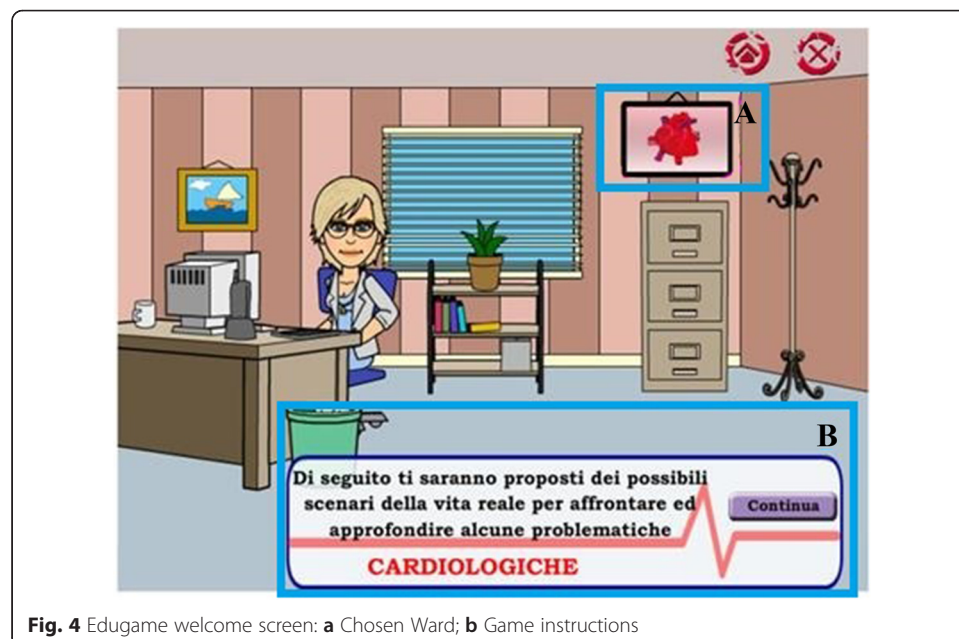 A
B
Di seguito ti saranno proposti dei possibili
scenari della vita reale per affrontare ed
approfondire alcune problematiche
CARDIOLOGICHE
Continua
Fig. 4 Edugame welcome screen: a Chosen Ward; b Game instructions